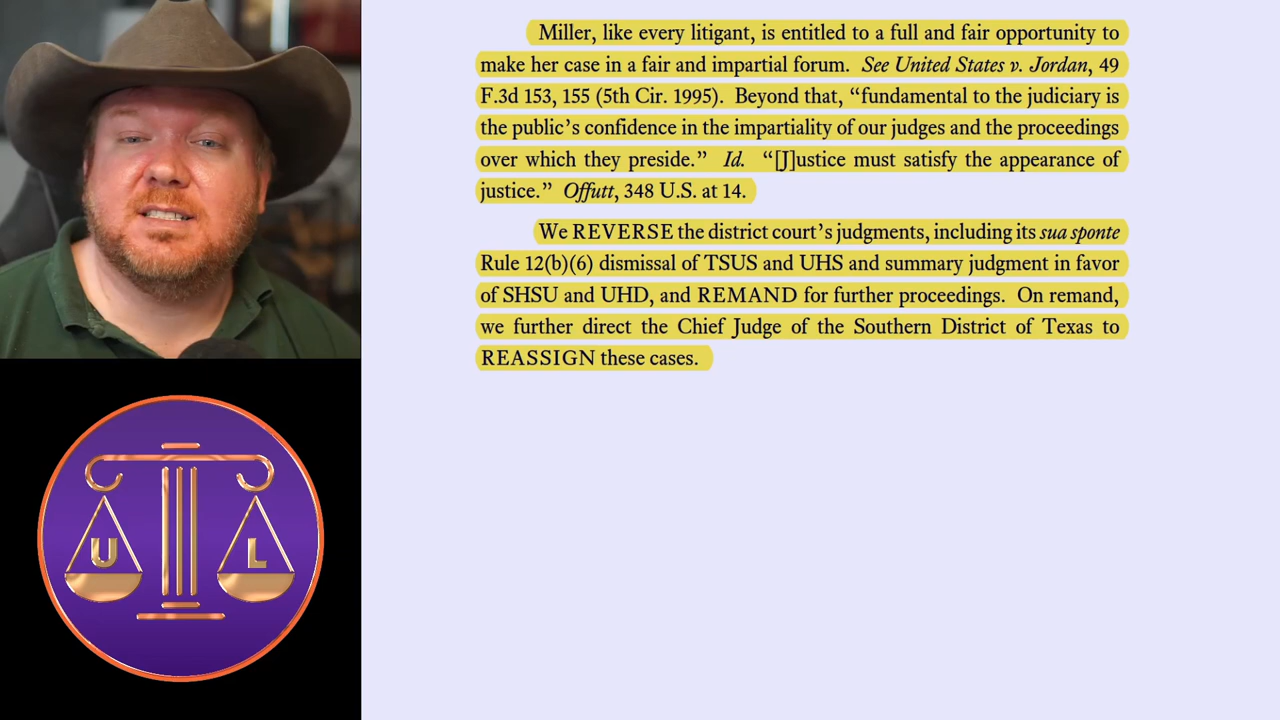 Miller, like every litigant, is entitled to a full and fair opportunity to
make her case in a fair and impartial forum. See United States v. Jordan, 49
F.3d 153, 155 (5th Cir. 1995). Beyond that, “fundamental to the judiciary is
the public’s confidence in the impartiality of our judges and the proceedings
over which they preside.” Id. “[J]ustice must satisfy the appearance of
justice.” Offutt, 348 U.S. at 14.
We REVERSE the district court’s judgments, including its sua sponte
Rule 12(b)(6) dismissal of TSUS and UHS and summary judgment in favor
of SHSU and UHD, and REMAND for further proceedings. On remand,
we further direct the Chief Judge of the Southern District of Texas to
REASSIGN these cases.
U L